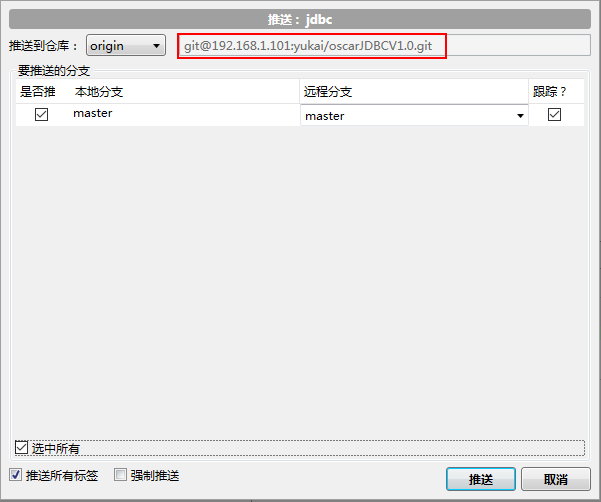 推送：jdbc
推送到仓库： origin git@192.168.1.101:yukai/oscarJDBCV1.0.git
要推送的分支
是否推 本地分支 远程分支 跟踪？
master master
选中所有
推送所有标签 强制推送
推送 取消